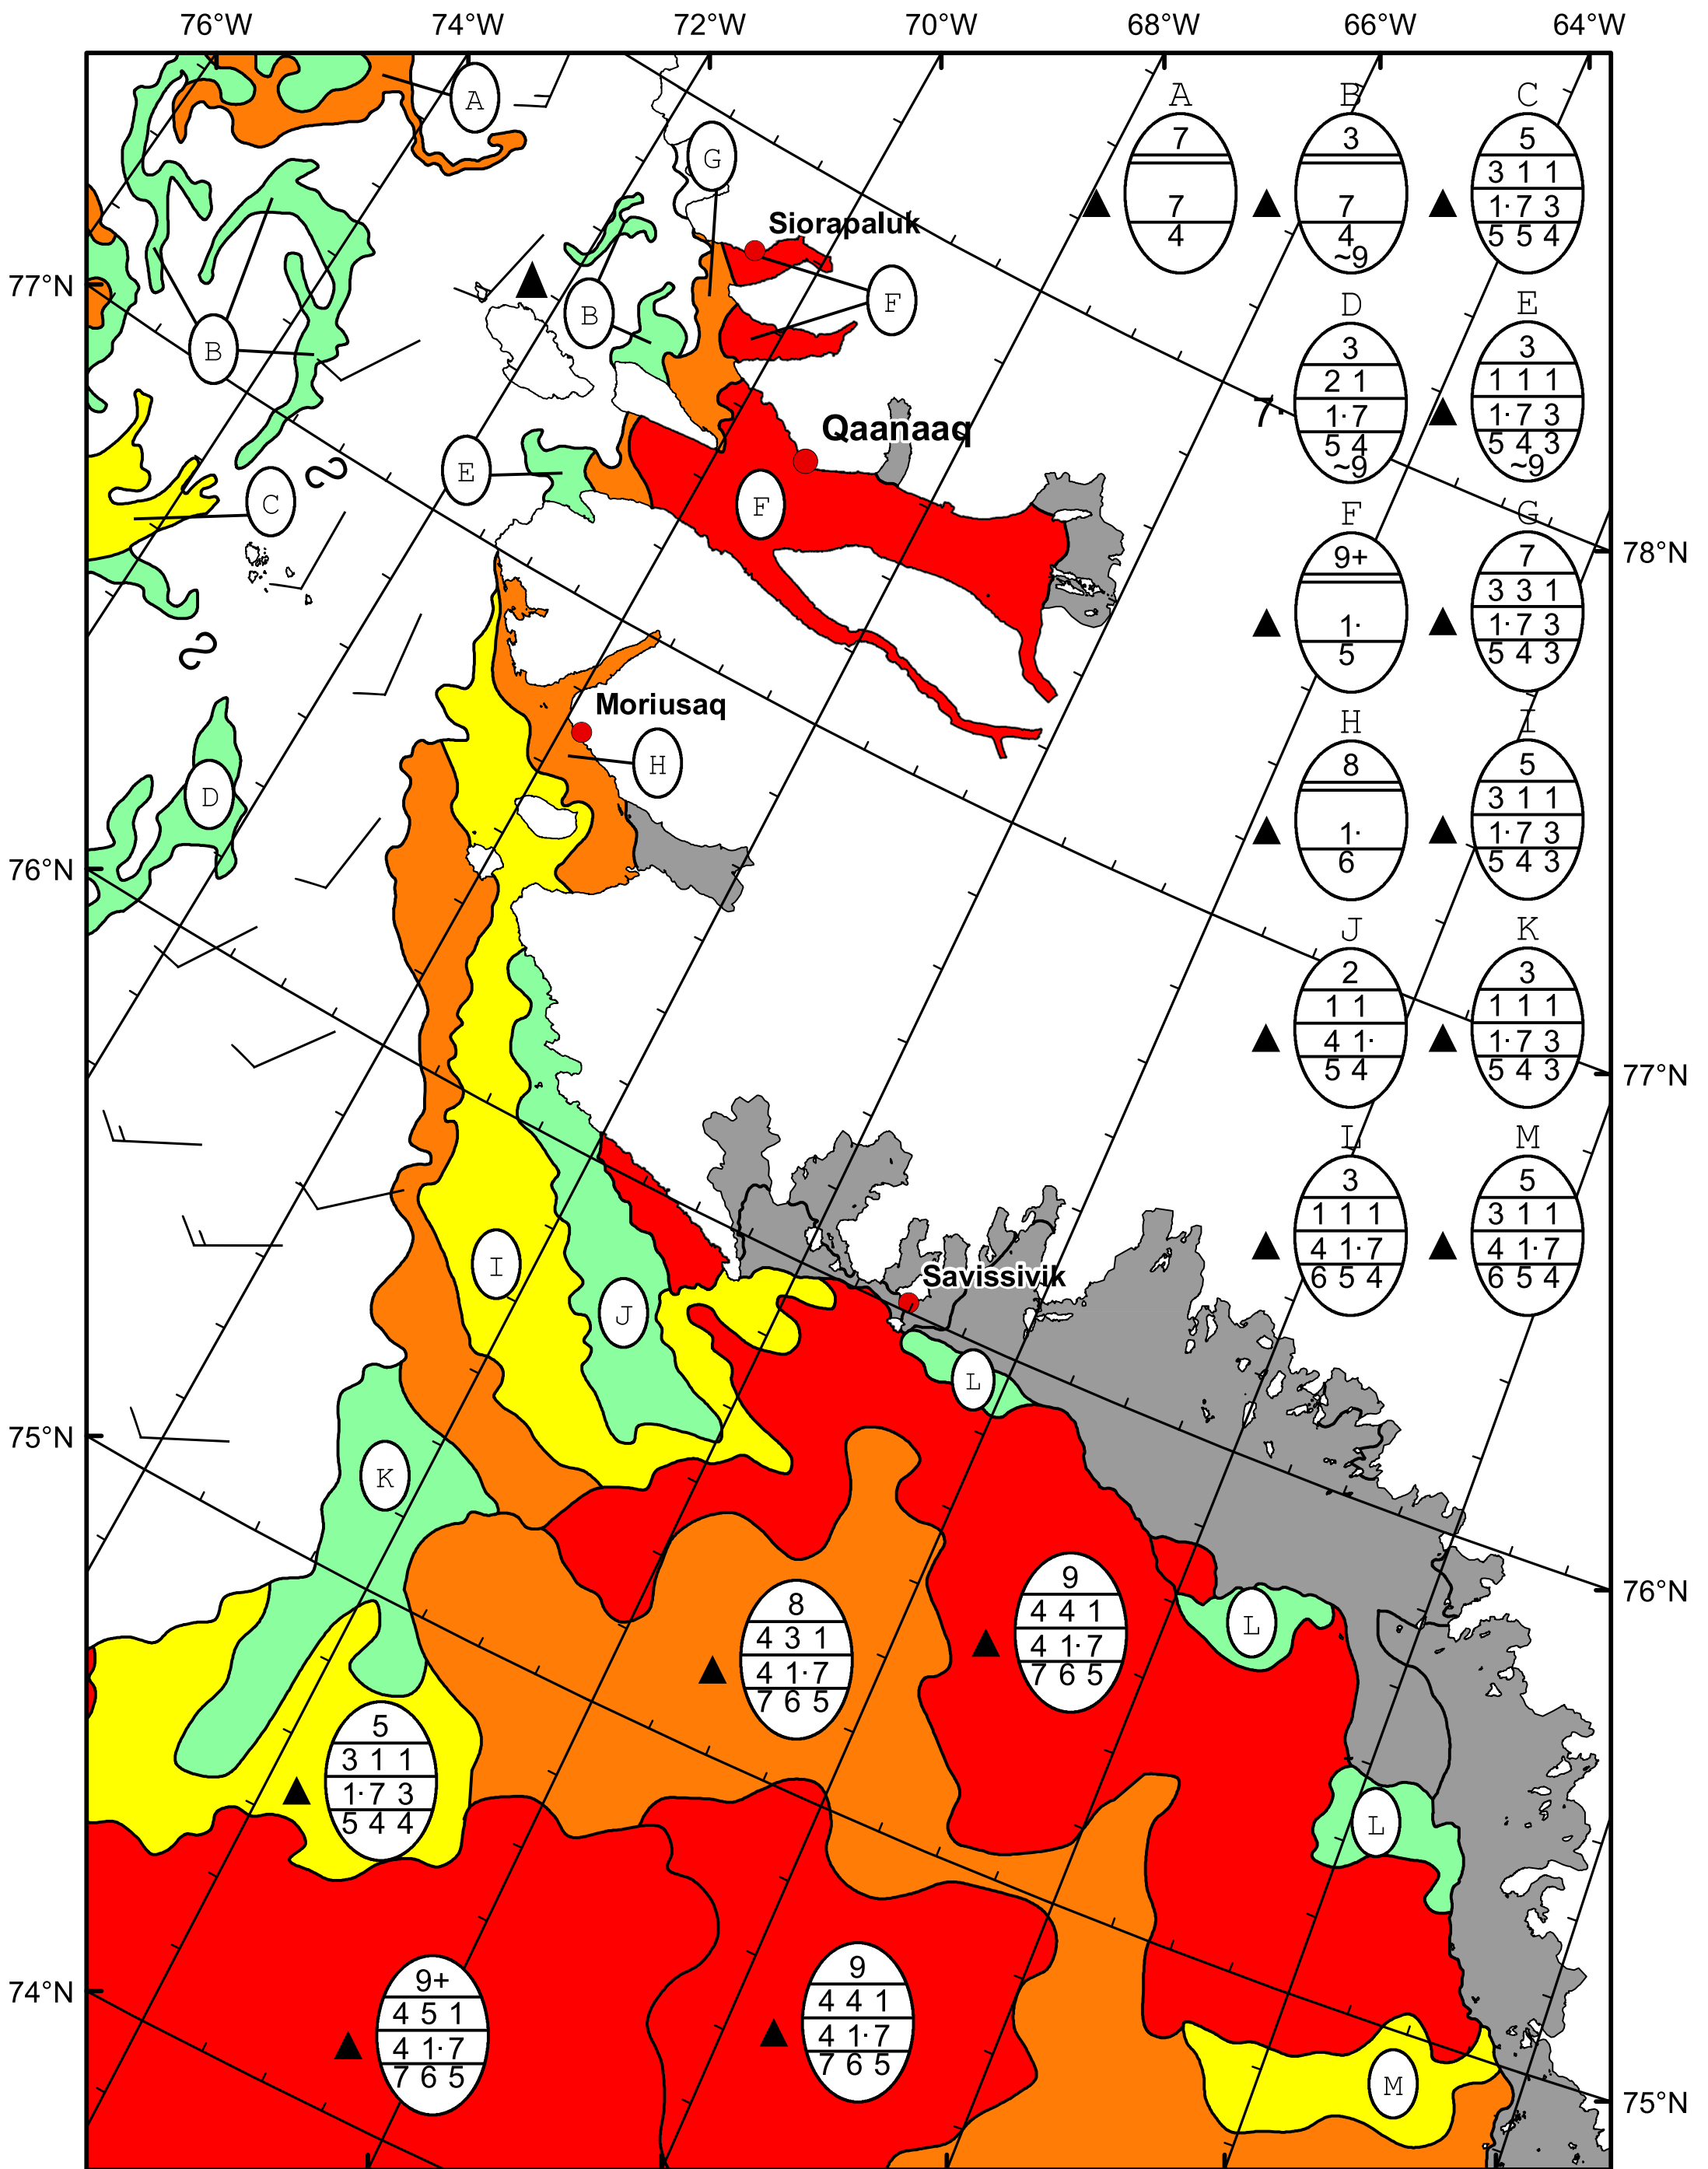 76°W 74°W 72°W 70°W 68°W 66°W 64°W
A B C
7 3 5
3 1 1
7 7 1·7 3
4 4 5 5 4
~9
A
G
Siorapaluk
77°N
B
F
B
D E
3 3
2 1 1 1 1
7· 1·7 1·7 3
5 4 5 4 3
~9 ~9
Qaanaaq
E
C
F
F G
9+ 7
3 3 1
1· 1·7 3
5 5 4 3
78°N
Moriusaq
H
D
H I
8 5
3 1 1
1· 1·7 3
6 5 4 3
76°N
J K
2 3
1 1 1 1 1
4 1· 1·7 3
5 4 5 4 3
77°N
L M
3 5
1 1 1 3 1 1
4 1·7 4 1·7
6 5 4 6 5 4
I
Savissivik
J
L
75°N
K
9
4 4 1
4 1·7
7 6 5
8
4 3 1
4 1·7
7 6 5
76°N
L
5
3 1 1
1·7 3
5 4 4
L
74°N
9+
4 5 1
4 1·7
7 6 5
9
4 4 1
4 1·7
7 6 5
M
75°N